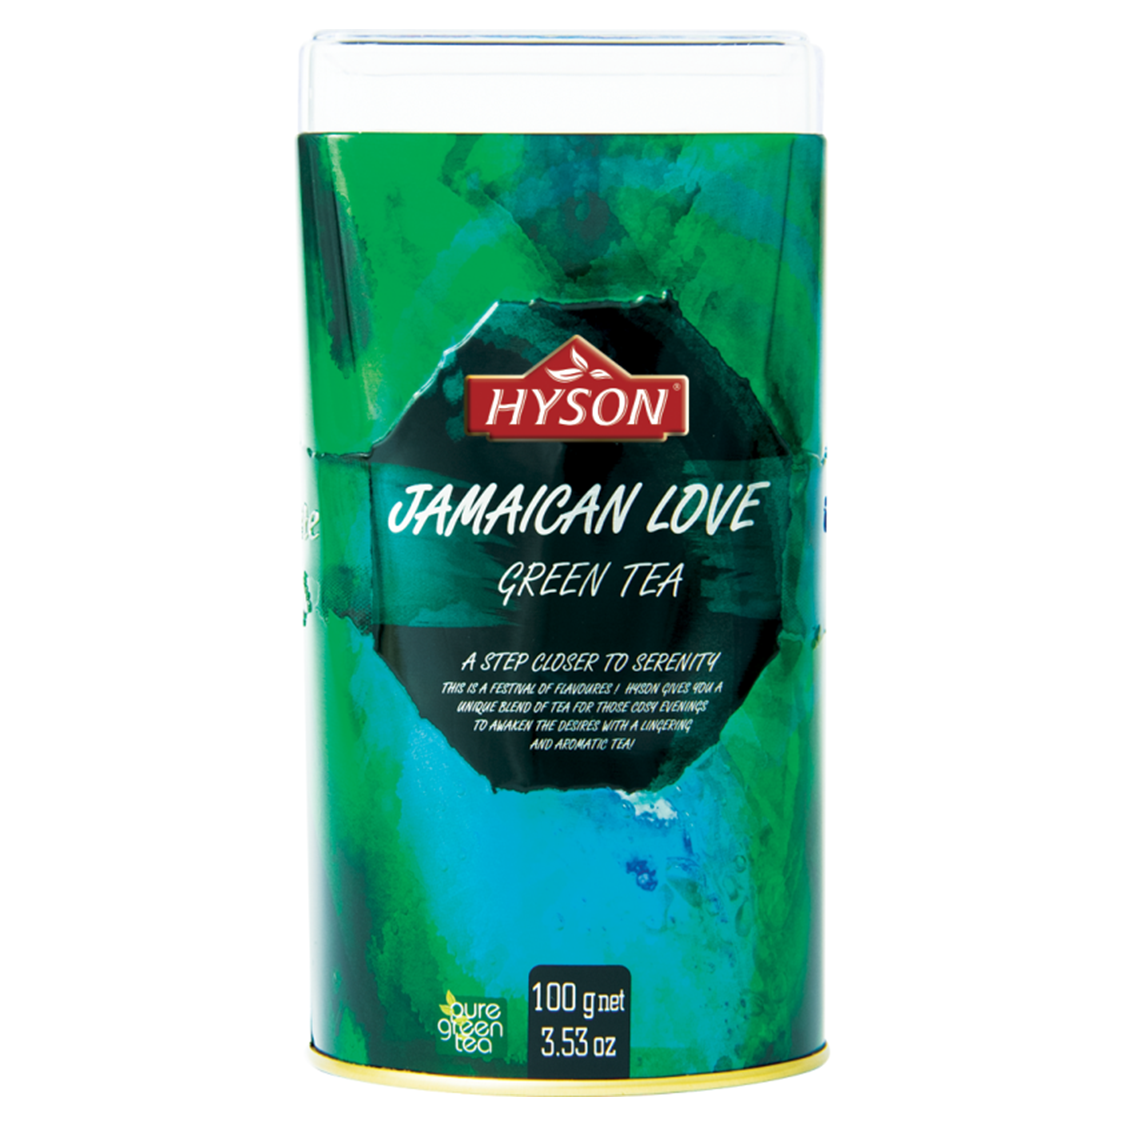 HYSON®
JAMAICAN LOVE
GREEN TEA
A STEP CLOSER TO SERENITY
THIS IS A FESTIVAL OF FLAVOURES! HYSON GIVES YOU A
UNIQUE BLEND OF TEA FOR THOSE COSY EVENINGS
TO AWAKEN THE DESIRES WITH A LINGERING
AND AROMATIC TEA!
pure
green
tea
100 g net
3.53 oz